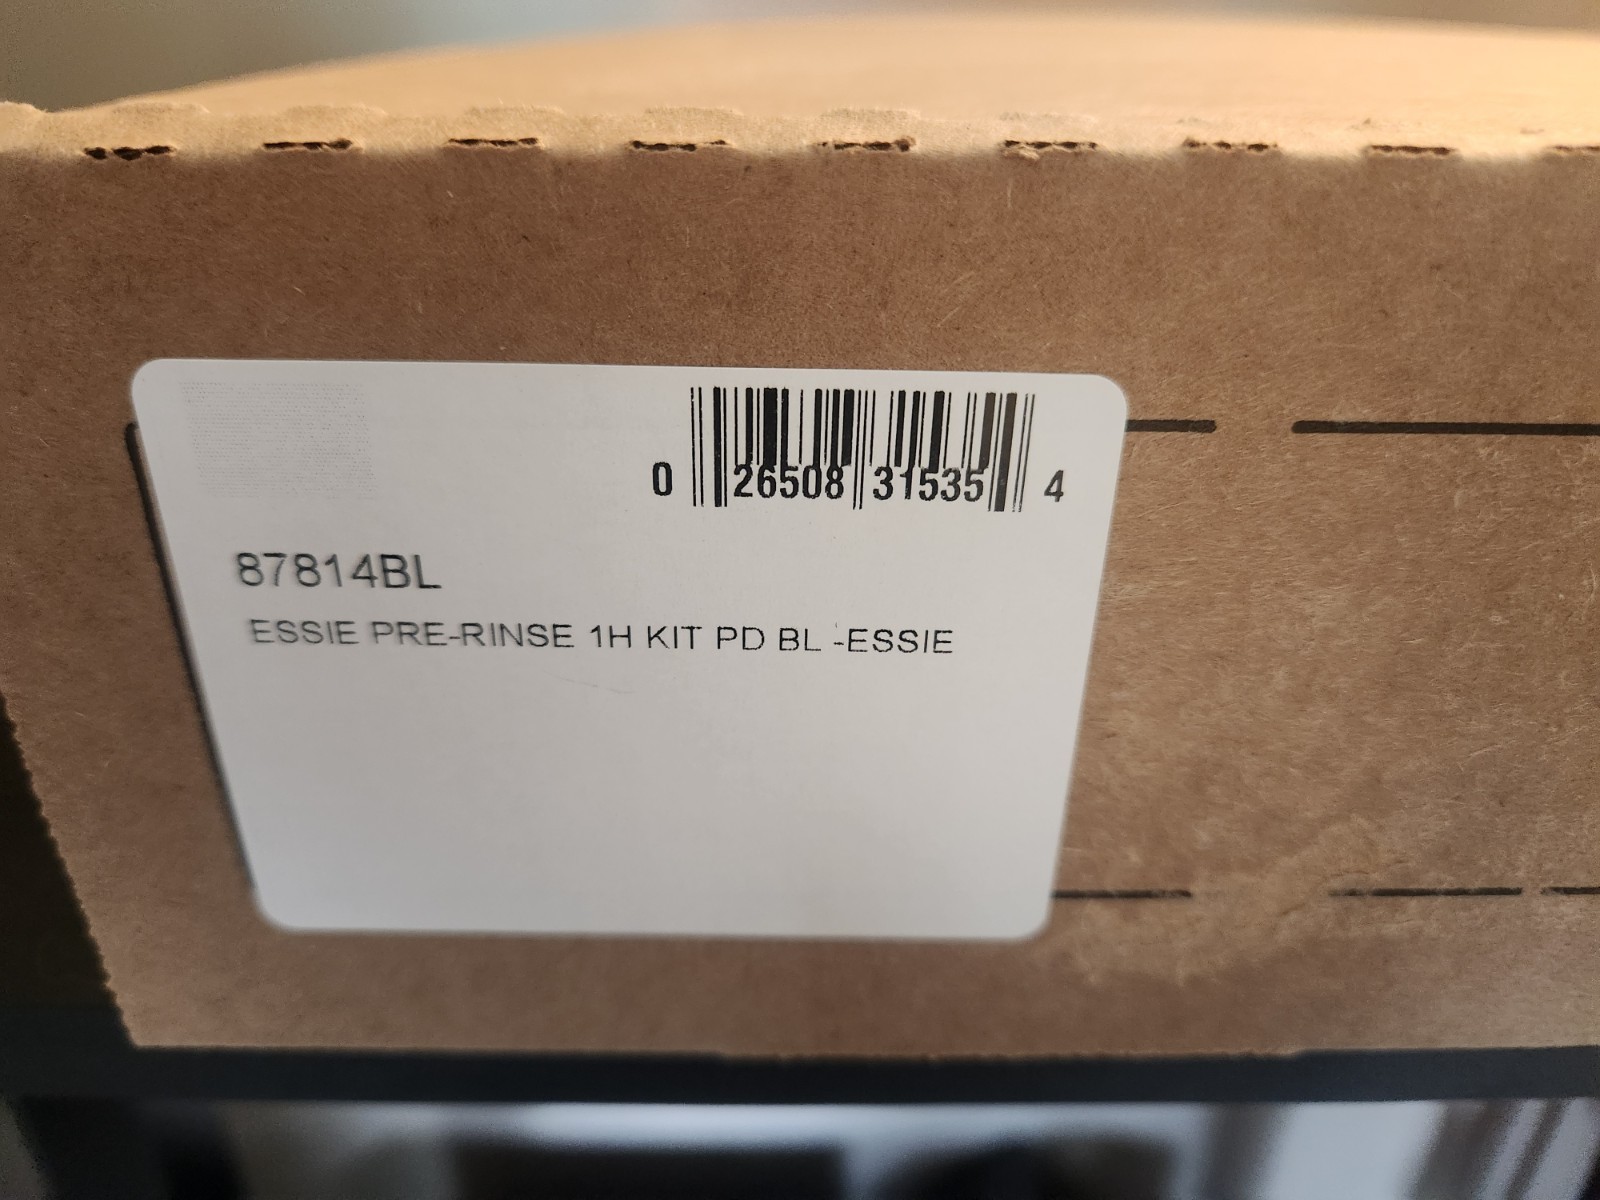 0 26508 31535 4
87814BL
ESSIE PRE-RINSE 1H KIT PD BL -ESSIE